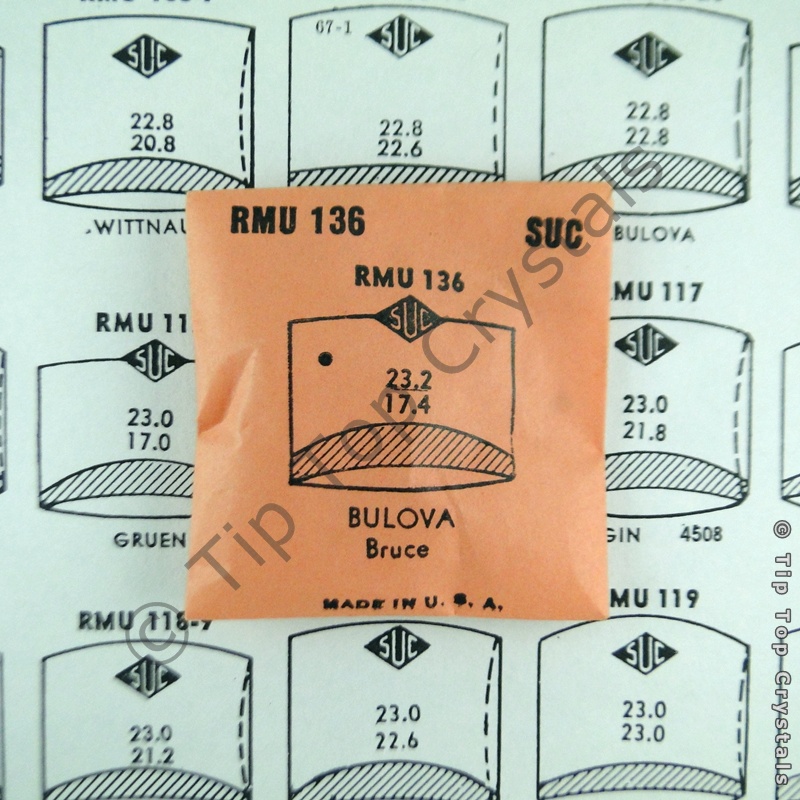 SUC
22.8
20.8
WITTNAU
67-1
SUC
22.8
22.6
SUC
22.8
22.8
BULOVA
RMU 136
SUC
RMU 136
SUC
23.2
17.4
BULOVA
Bruce
MADE IN U. S. A.
RMU 11
SUC
23.0
17.0
GRUEN
RMU 117
SUC
23.0
21.8
GIN 4508
RMU 118-9
SUC
23.0
21.2
SUC
23.0
22.6
RMU 119
SUC
23.0
23.0
© Tip Top Crystals
© Tip Top Crystals